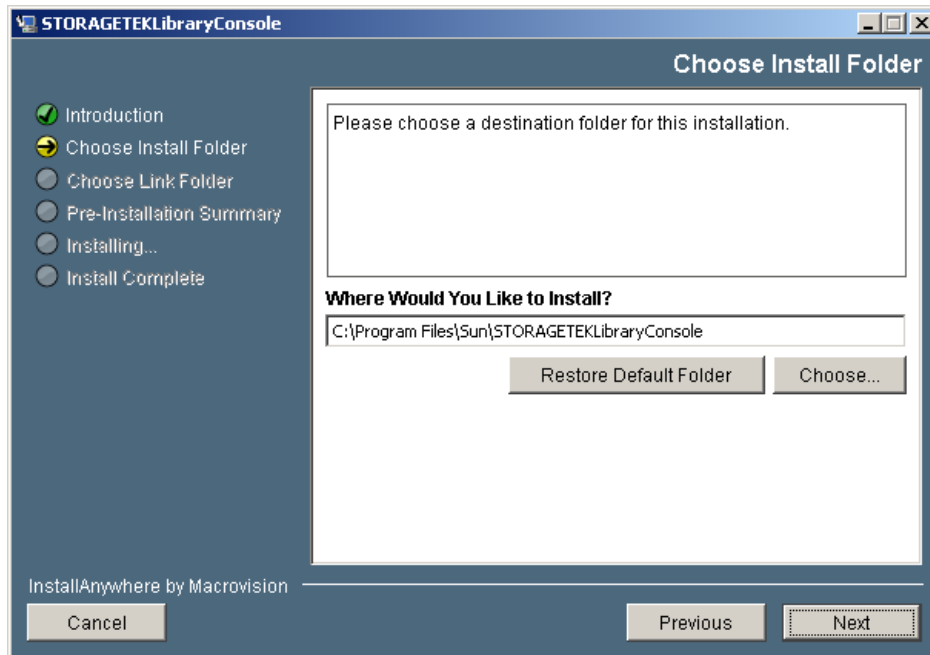 STORAGETEKLibraryConsole
Choose Install Folder
Introduction
Choose Install Folder
Choose Link Folder
Pre-Installation Summary
Installing...
Install Complete
Please choose a destination folder for this installation.
Where Would You Like to Install?
C:\Program Files\Sun\STORAGETEKLibraryConsole
Restore Default Folder
Choose...
InstallAnywhere by Macrovision
Cancel
Previous
Next